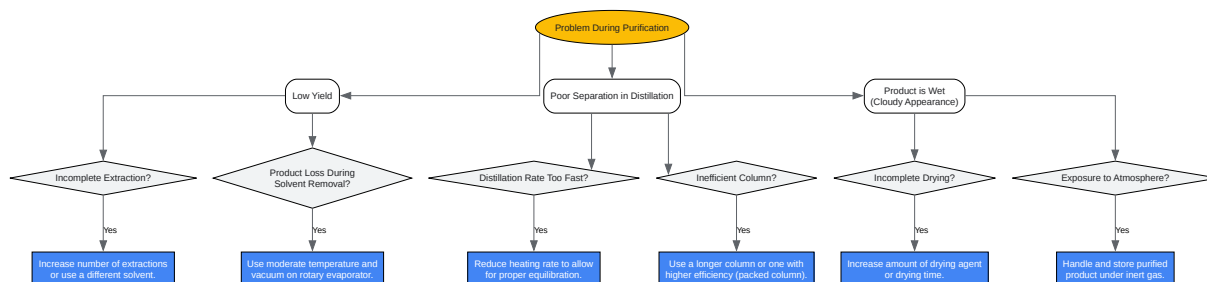 Problem During Purification
Low Yield
Poor Separation in Distillation
Product is Wet
(Cloudy Appearance)
Incomplete Extraction?
Product Loss During
Solvent Removal?
Distillation Rate Too Fast?
Inefficient Column?
Incomplete Drying?
Exposure to Atmosphere?
Yes
Yes
Yes
Yes
Yes
Yes
Increase number of extractions
or use a different solvent.
Use moderate temperature and
vacuum on rotary evaporator.
Reduce heating rate to allow
for proper equilibration.
Use a longer column or one with
higher efficiency (packed column).
Increase amount of drying agent
or drying time.
Handle and store purified
product under inert gas.